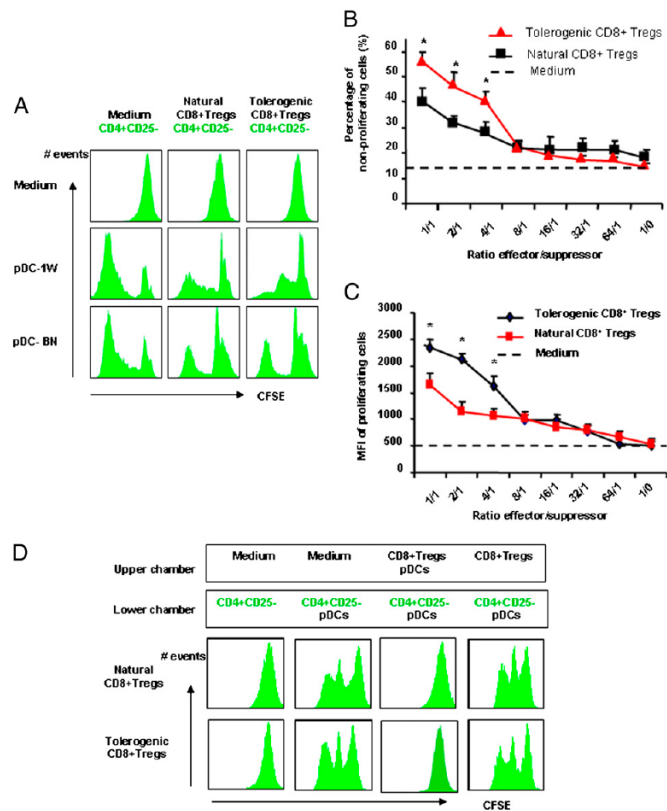 A
Medium
CD4+CD25-
Natural
CD8+Tregs
CD4+CD25-
Tolerogenic
CD8+Tregs
CD4+CD25-
# events
Medium
pDC-1W
pDC- BN
CFSE
B
Percentage of
non-proliferating cells (%)
Tolerogenic CD8+ Tregs
Natural CD8+ Tregs
Medium
60
50
40
30
20
10
0
*
*
*
1/1
2/1
4/1
8/1
16/1
32/1
64/1
1/0
Ratio effector/suppressor
C
MFI of proliferating cells
Tolerogenic CD8+ Tregs
Natural CD8+ Tregs
Medium
3000
2500
2000
1500
1000
500
0
*
*
*
1/1
2/1
4/1
8/1
16/1
32/1
64/1
1/0
Ratio effector/suppressor
D
Upper chamber
Medium
Medium
CD8+Tregs
pDCs
CD8+Tregs
Lower chamber
CD4+CD25-
CD4+CD25-
pDCs
CD4+CD25-
pDCs
CD4+CD25-
pDCs
# events
Natural
CD8+Tregs
Tolerogenic
CD8+Tregs
CFSE